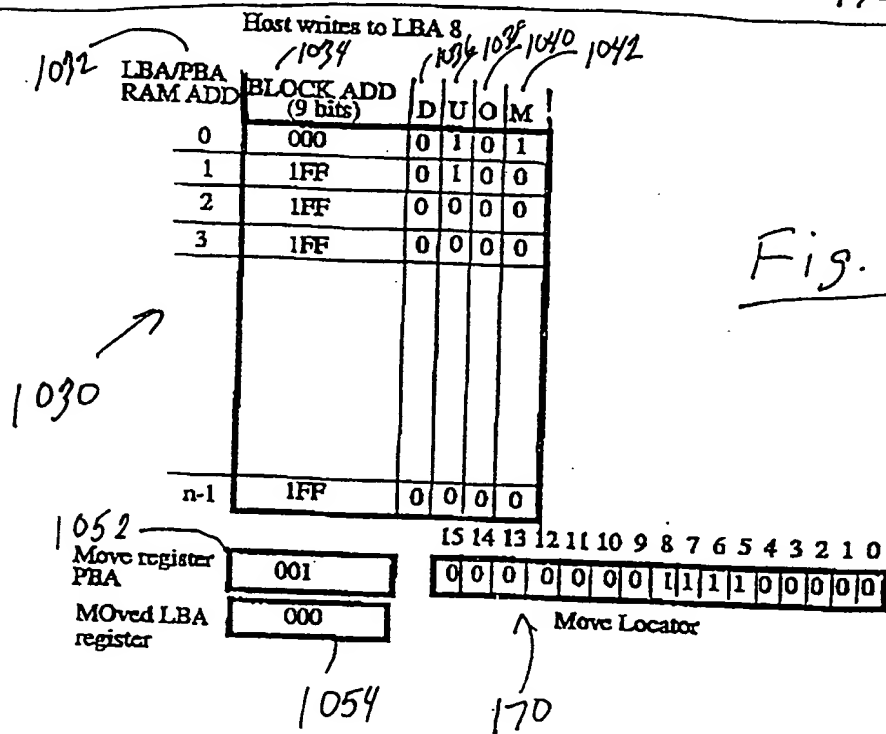 Host writes to LBA 8
1032 1034 1036 1038 1040 1042
LBA/PBA
RAM ADD
BLOCK ADD
(9 bits)
D U O M
0 000 0 1 0 1
1 1FF 0 1 0 0
2 1FF 0 0 0 0
3 1FF 0 0 0 0
Fig.
1030
n-1 1FF 0 0 0 0
15 14 13 12 11 10 9 8 7 6 5 4 3 2 1 0
1052
Move register
PBA
001
0 0 0 0 0 0 0 1 1 1 1 0 0 0 0 0
MOved LBA
register
000
Move Locator
1054 170